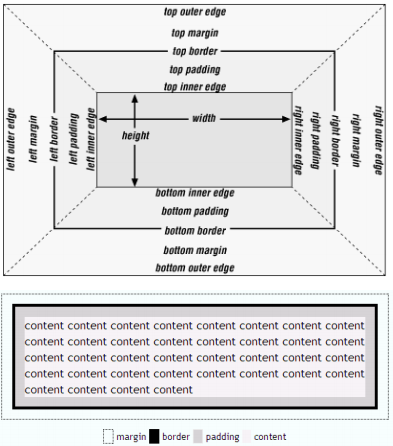 top outer edge
top margin
top border
top padding
top inner edge
left outer edge
left margin
left border
left padding
left inner edge
width
height
right inner edge
right padding
right border
right margin
right outer edge
bottom inner edge
bottom padding
bottom border
bottom margin
bottom outer edge
content content content content content content content content
content content content content content content content content
content content content content content content content content
content content content content content content content content
content content content content
margin border padding content